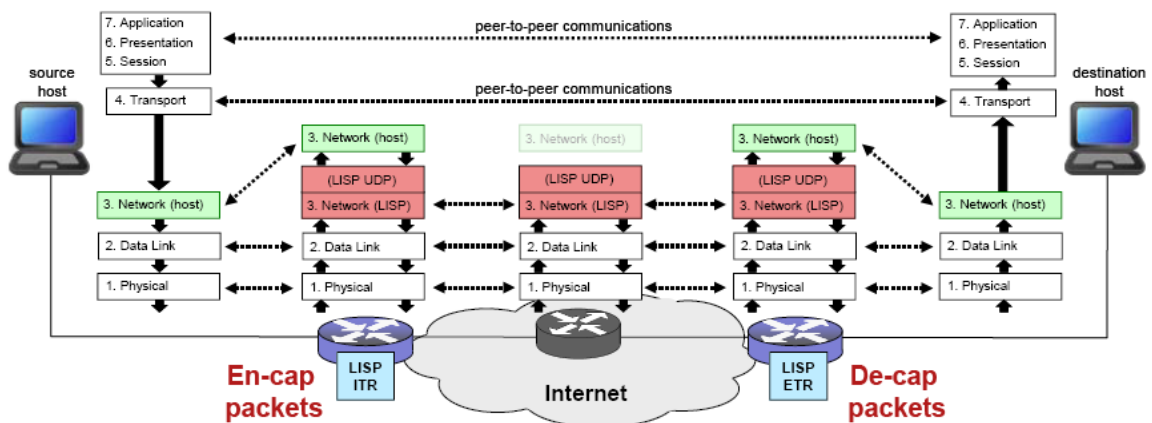 7. Application
6. Presentation
5. Session
peer-to-peer communications
7. Application
6. Presentation
5. Session
source
host
4. Transport
peer-to-peer communications
4. Transport
destination
host
3. Network (host)
3. Network (host)
3. Network (host)
(LISP UDP)
(LISP UDP)
(LISP UDP)
3. Network (host)
3. Network (LISP)
3. Network (LISP)
3. Network (LISP)
3. Network (host)
2. Data Link
2. Data Link
2. Data Link
2. Data Link
2. Data Link
1. Physical
1. Physical
1. Physical
1. Physical
1. Physical
En-cap
packets
LISP
ITR
Internet
LISP
ETR
De-cap
packets